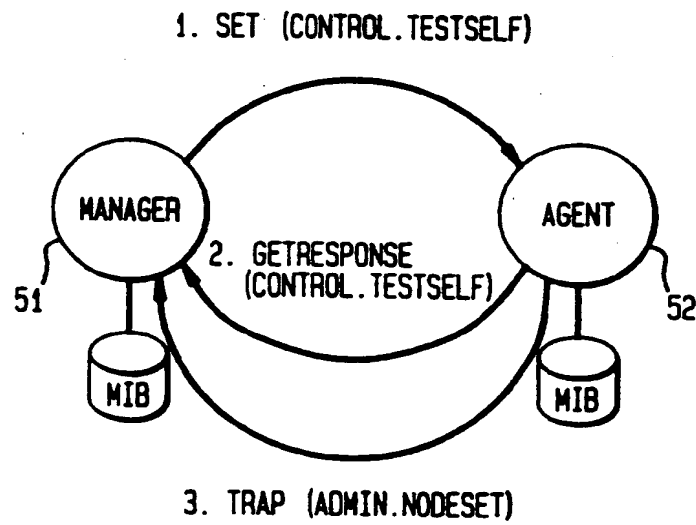 1. SET (CONTROL.TESTSELF)
MANAGER
AGENT
2. GETRESPONSE
(CONTROL.TESTSELF)
51
52
MIB
MIB
3. TRAP (ADMIN.NODESET)